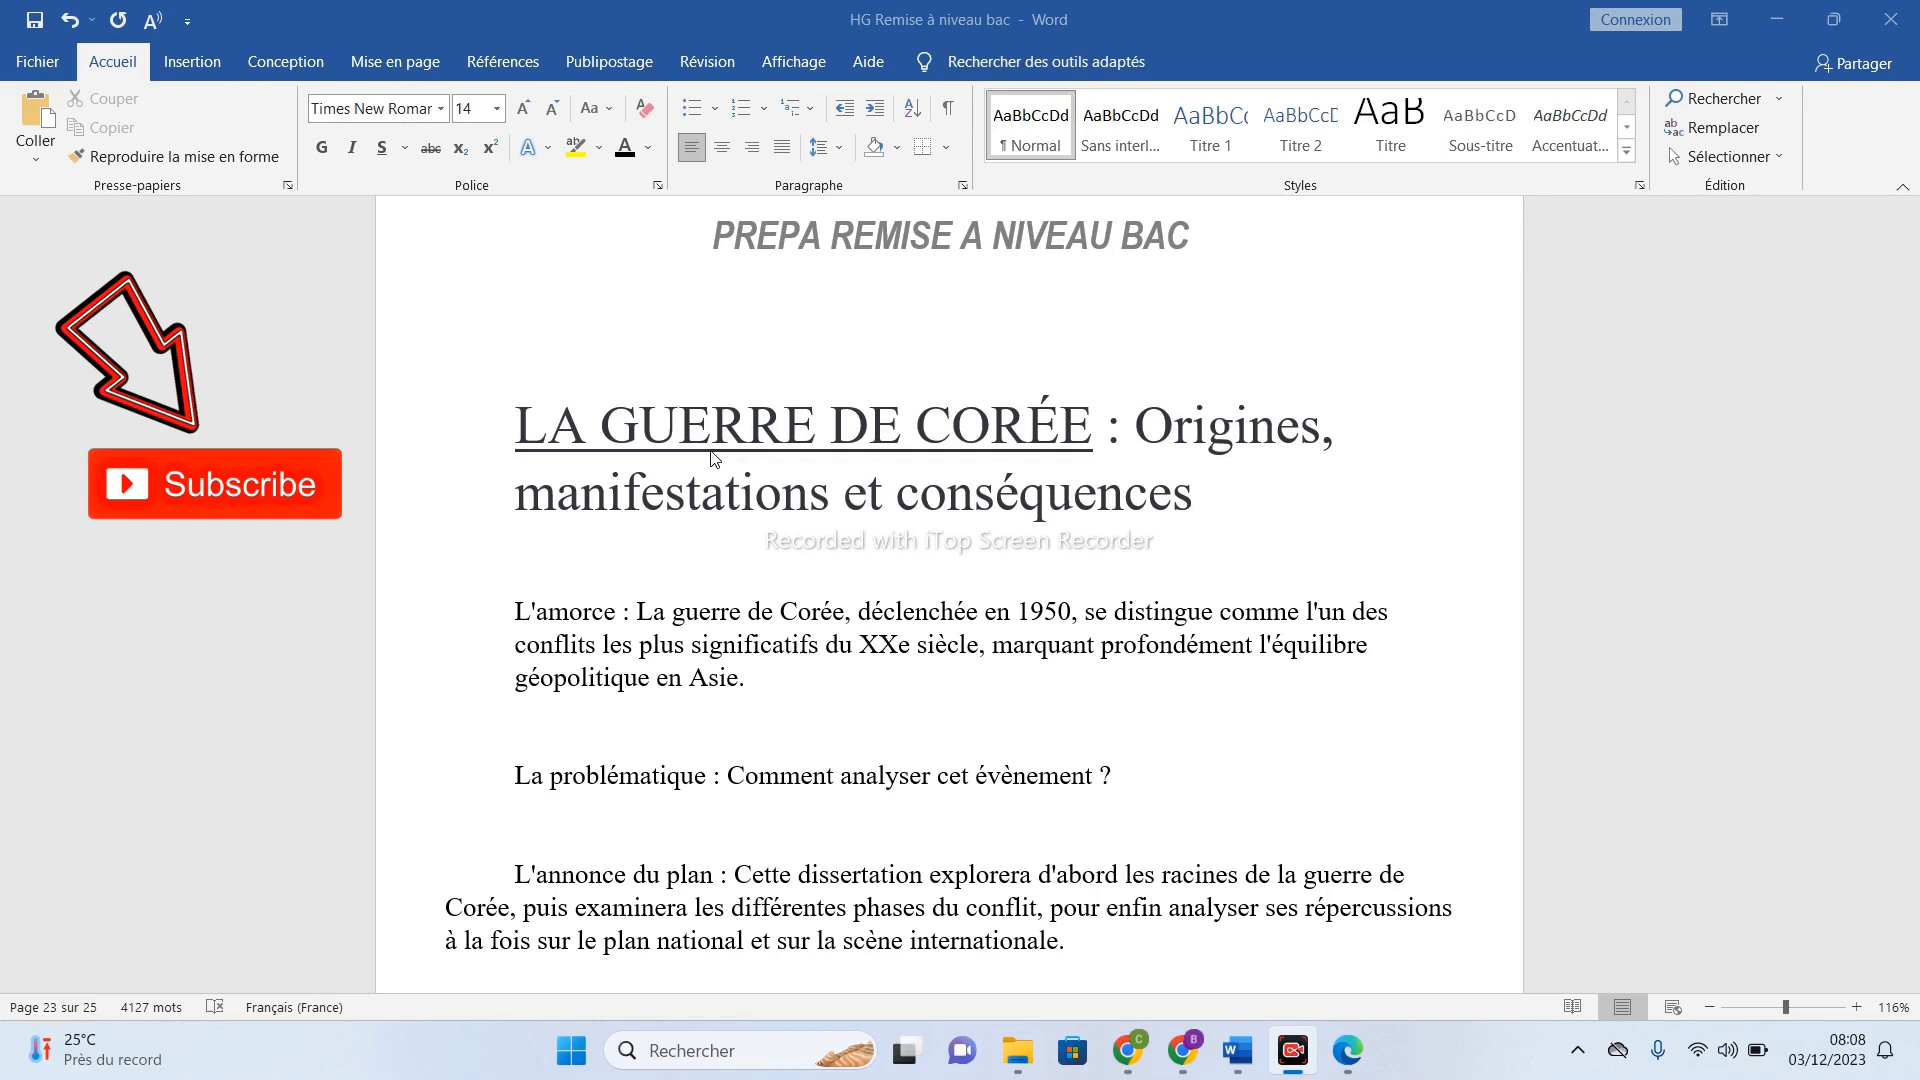 HG Remise à niveau bac - Word
Connexion
Fichier Accueil Insertion Conception Mise en page Références Publipostage Révision Affichage Aide Rechercher des outils adaptés Partager
Coller
Couper
Copier
Reproduire la mise en forme
Presse-papiers
Times New Romar 14
Aa
G I S abc x₂ x² A ab A
Police
Paragraphe
AaBbCcDd AaBbCcDd AaBbC( AaBbCcE AaB AaBbCcD AaBbCcDd
¶ Normal Sans interl... Titre 1 Titre 2 Titre Sous-titre Accentuat...
Styles
Rechercher
Remplacer
Sélectionner
Édition
PREPA REMISE A NIVEAU BAC
LA GUERRE DE CORÉE : Origines,
manifestations et conséquences
Recorded with iTop Screen Recorder
Subscribe
L'amorce : La guerre de Corée, déclenchée en 1950, se distingue comme l'un des
conflits les plus significatifs du XXe siècle, marquant profondément l'équilibre
géopolitique en Asie.
La problématique : Comment analyser cet évènement ?
L'annonce du plan : Cette dissertation explorera d'abord les racines de la guerre de
Corée, puis examinera les différentes phases du conflit, pour enfin analyser ses répercussions
à la fois sur le plan national et sur la scène internationale.
Page 23 sur 25 4127 mots Français (France) 116%
25°C
Près du record
Rechercher
08:08
03/12/2023